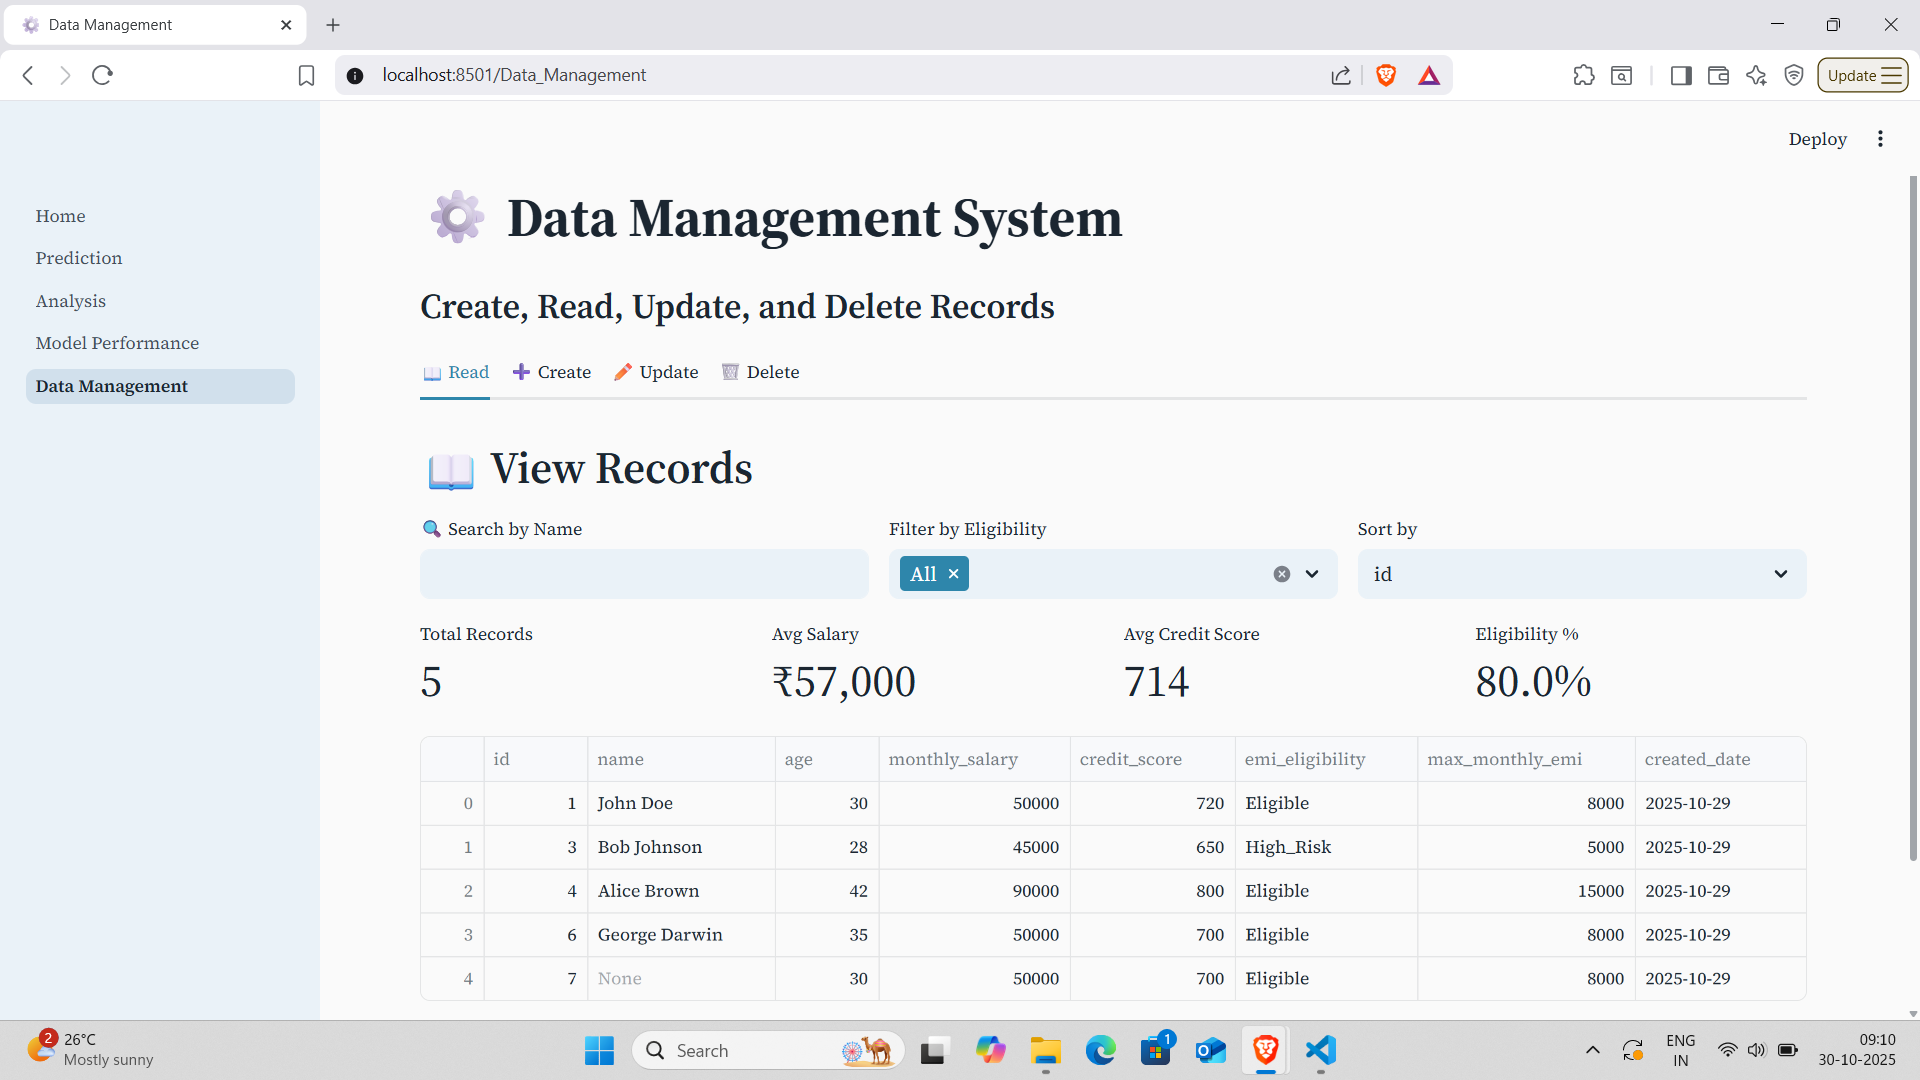 Data Management
localhost:8501/Data_Management
Update
Deploy
Home
Prediction
Analysis
Model Performance
Data Management
Data Management System
Create, Read, Update, and Delete Records
Read Create Update Delete
View Records
Search by Name Filter by Eligibility Sort by
All id
Total Records Avg Salary Avg Credit Score Eligibility %
5 ₹57,000 714 80.0%
id name age monthly_salary credit_score emi_eligibility max_monthly_emi created_date
0 1 John Doe 30 50000 720 Eligible 8000 2025-10-29
1 3 Bob Johnson 28 45000 650 High_Risk 5000 2025-10-29
2 4 Alice Brown 42 90000 800 Eligible 15000 2025-10-29
3 6 George Darwin 35 50000 700 Eligible 8000 2025-10-29
4 7 None 30 50000 700 Eligible 8000 2025-10-29
2 26°C
Mostly sunny
Search
1
ENG
IN
09:10
30-10-2025